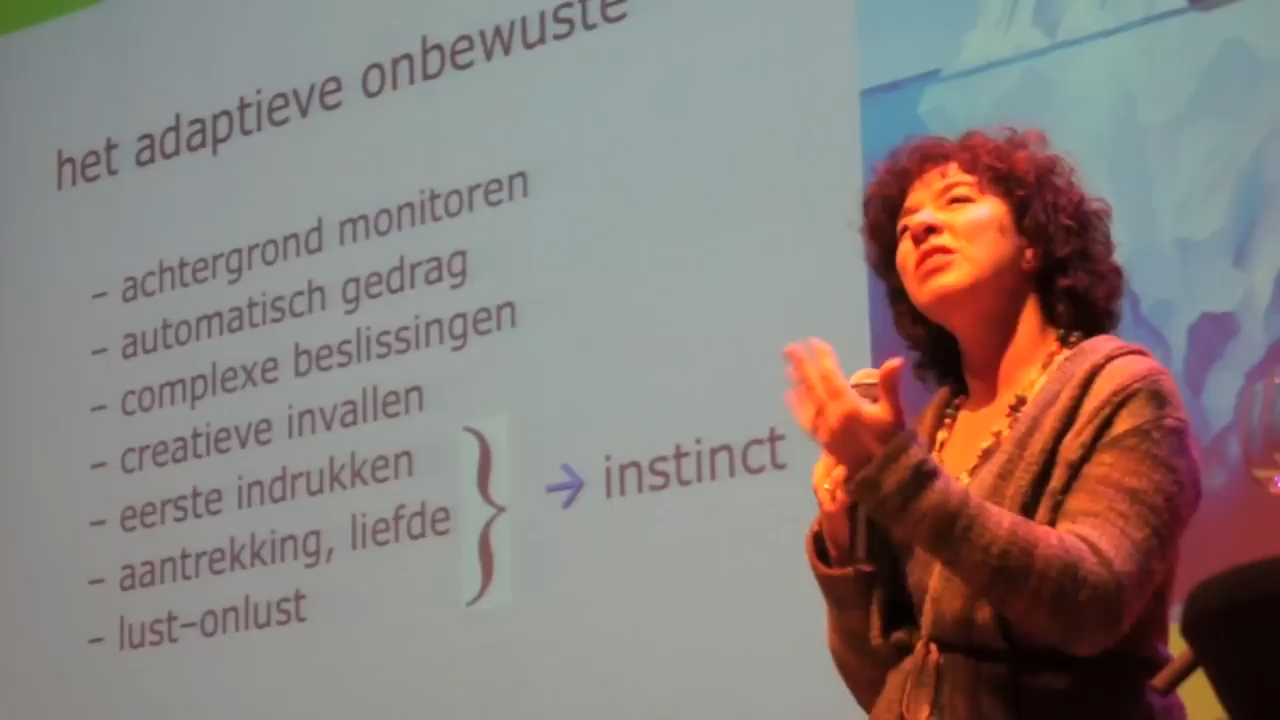 het adaptieve onbewuste
– achtergrond monitoren
– automatisch gedrag
– complexe beslissingen
– creatieve invallen
– eerste indrukken
– aantrekking, liefde
– lust-onlust
} → instinct